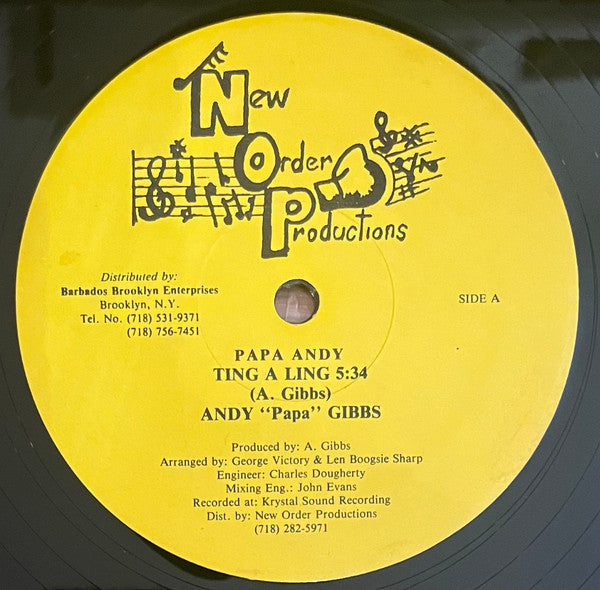 New
Order
Productions
Distributed by:
Barbados Brooklyn Enterprises
Brooklyn, N.Y.
Tel. No. (718) 531-9371
(718) 756-7451
SIDE A
PAPA ANDY
TING A LING 5:34
(A. Gibbs)
ANDY "Papa" GIBBS
Produced by: A. Gibbs
Arranged by: George Victory & Len Boogsie Sharp
Engineer: Charles Dougherty
Mixing Eng.: John Evans
Recorded at: Krystal Sound Recording
Dist. by: New Order Productions
(718) 282-5971